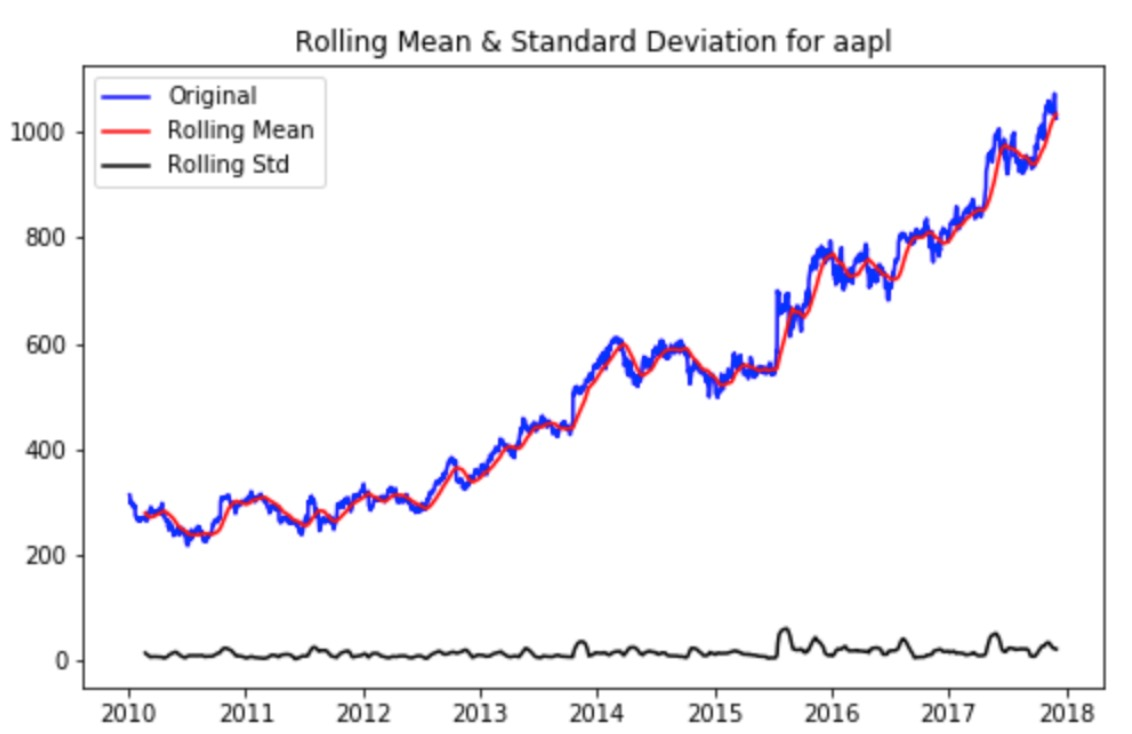 Rolling Mean & Standard Deviation for aapl
Original
Rolling Mean
Rolling Std
1000
800
600
400
200
0
2010 2011 2012 2013 2014 2015 2016 2017 2018